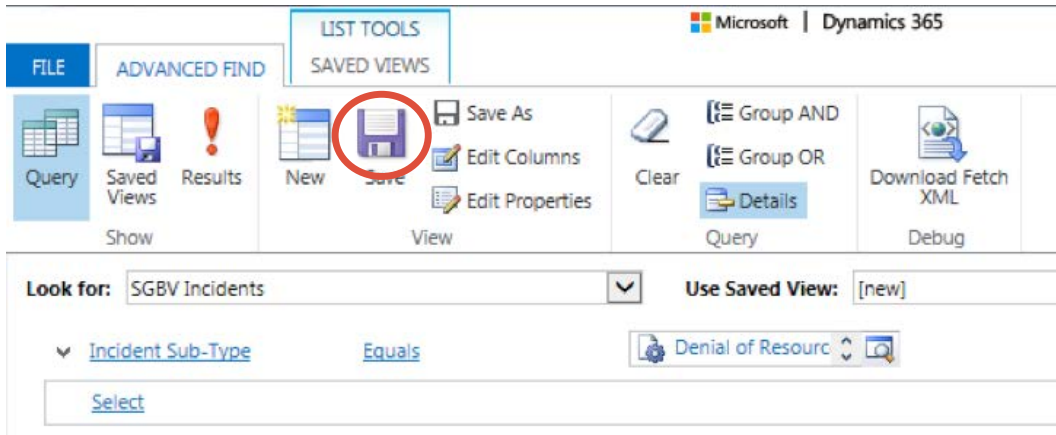 LIST TOOLS
Microsoft | Dynamics 365
FILE
ADVANCED FIND
SAVED VIEWS
Query
Saved Views
Results
New
Save
Save As
Edit Columns
Edit Properties
Clear
Group AND
Group OR
Details
Download Fetch
XML
Show
View
Query
Debug
Look for: SGBV Incidents
Use Saved View: [new]
Incident Sub-Type Equals Denial of Resourc
Select